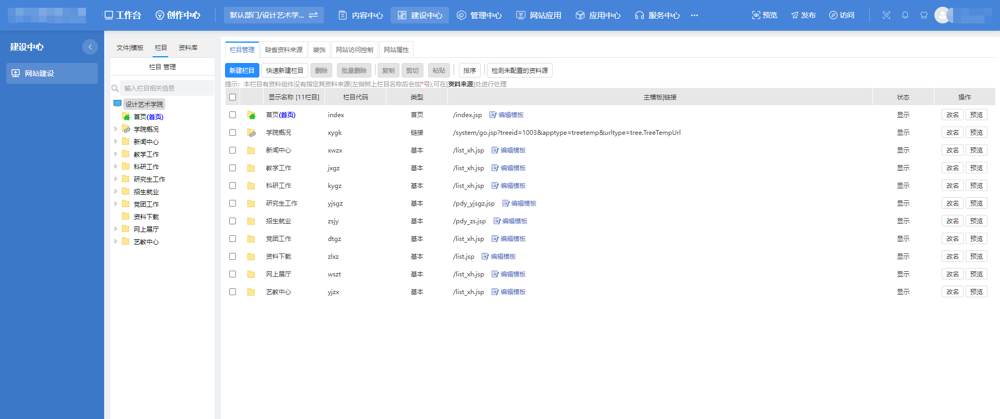 工作台 创作中心 默认部门/设计艺术学... 内容中心 建设中心 管理中心 网站应用 应用中心 服务中心 ... 预览 发布 访问
建设中心
网站建设
文件|模板 栏目 资料库
栏目 管理
输入栏目相关信息
设计艺术学院
首页(首页)
学院概况
新闻中心
教学工作
科研工作
研究生工作
招生就业
党团工作
资料下载
网上展厅
艺教中心
栏目管理 缺省资料来源 装饰 网站访问控制 网站属性
新建栏目 快速新建栏目 删除 批量删除 复制 剪切 粘贴 排序 检测未配置的资料源
提示：本栏目有资料组件没有指定其资料来源(左侧树上栏目名称后会加*号),可在[资料来源]处进行处理
显示名称 [11栏目] 栏目代码 类型 主模板|链接 状态 操作
首页(首页) index 首页 /index.jsp 编辑模板 显示 改名 预览
学院概况 xygk 链接 /system/go.jsp?treeid=1003&apptype=treetemp&urltype=tree.TreeTempUrl 显示 改名 预览
新闻中心 xwzx 基本 /list_xh.jsp 编辑模板 显示 改名 预览
教学工作 jxgz 基本 /list_xh.jsp 编辑模板 显示 改名 预览
科研工作 kygz 基本 /list_xh.jsp 编辑模板 显示 改名 预览
研究生工作 yjsgz 基本 /pdy_yjsgz.jsp 编辑模板 显示 改名 预览
招生就业 zsjy 基本 /pdy_zs.jsp 编辑模板 显示 改名 预览
党团工作 dtgz 基本 /list_xh.jsp 编辑模板 显示 改名 预览
资料下载 zlxz 基本 /list.jsp 编辑模板 显示 改名 预览
网上展厅 wszt 基本 /list_xh.jsp 编辑模板 显示 改名 预览
艺教中心 yjzx 基本 /list_xh.jsp 编辑模板 显示 改名 预览